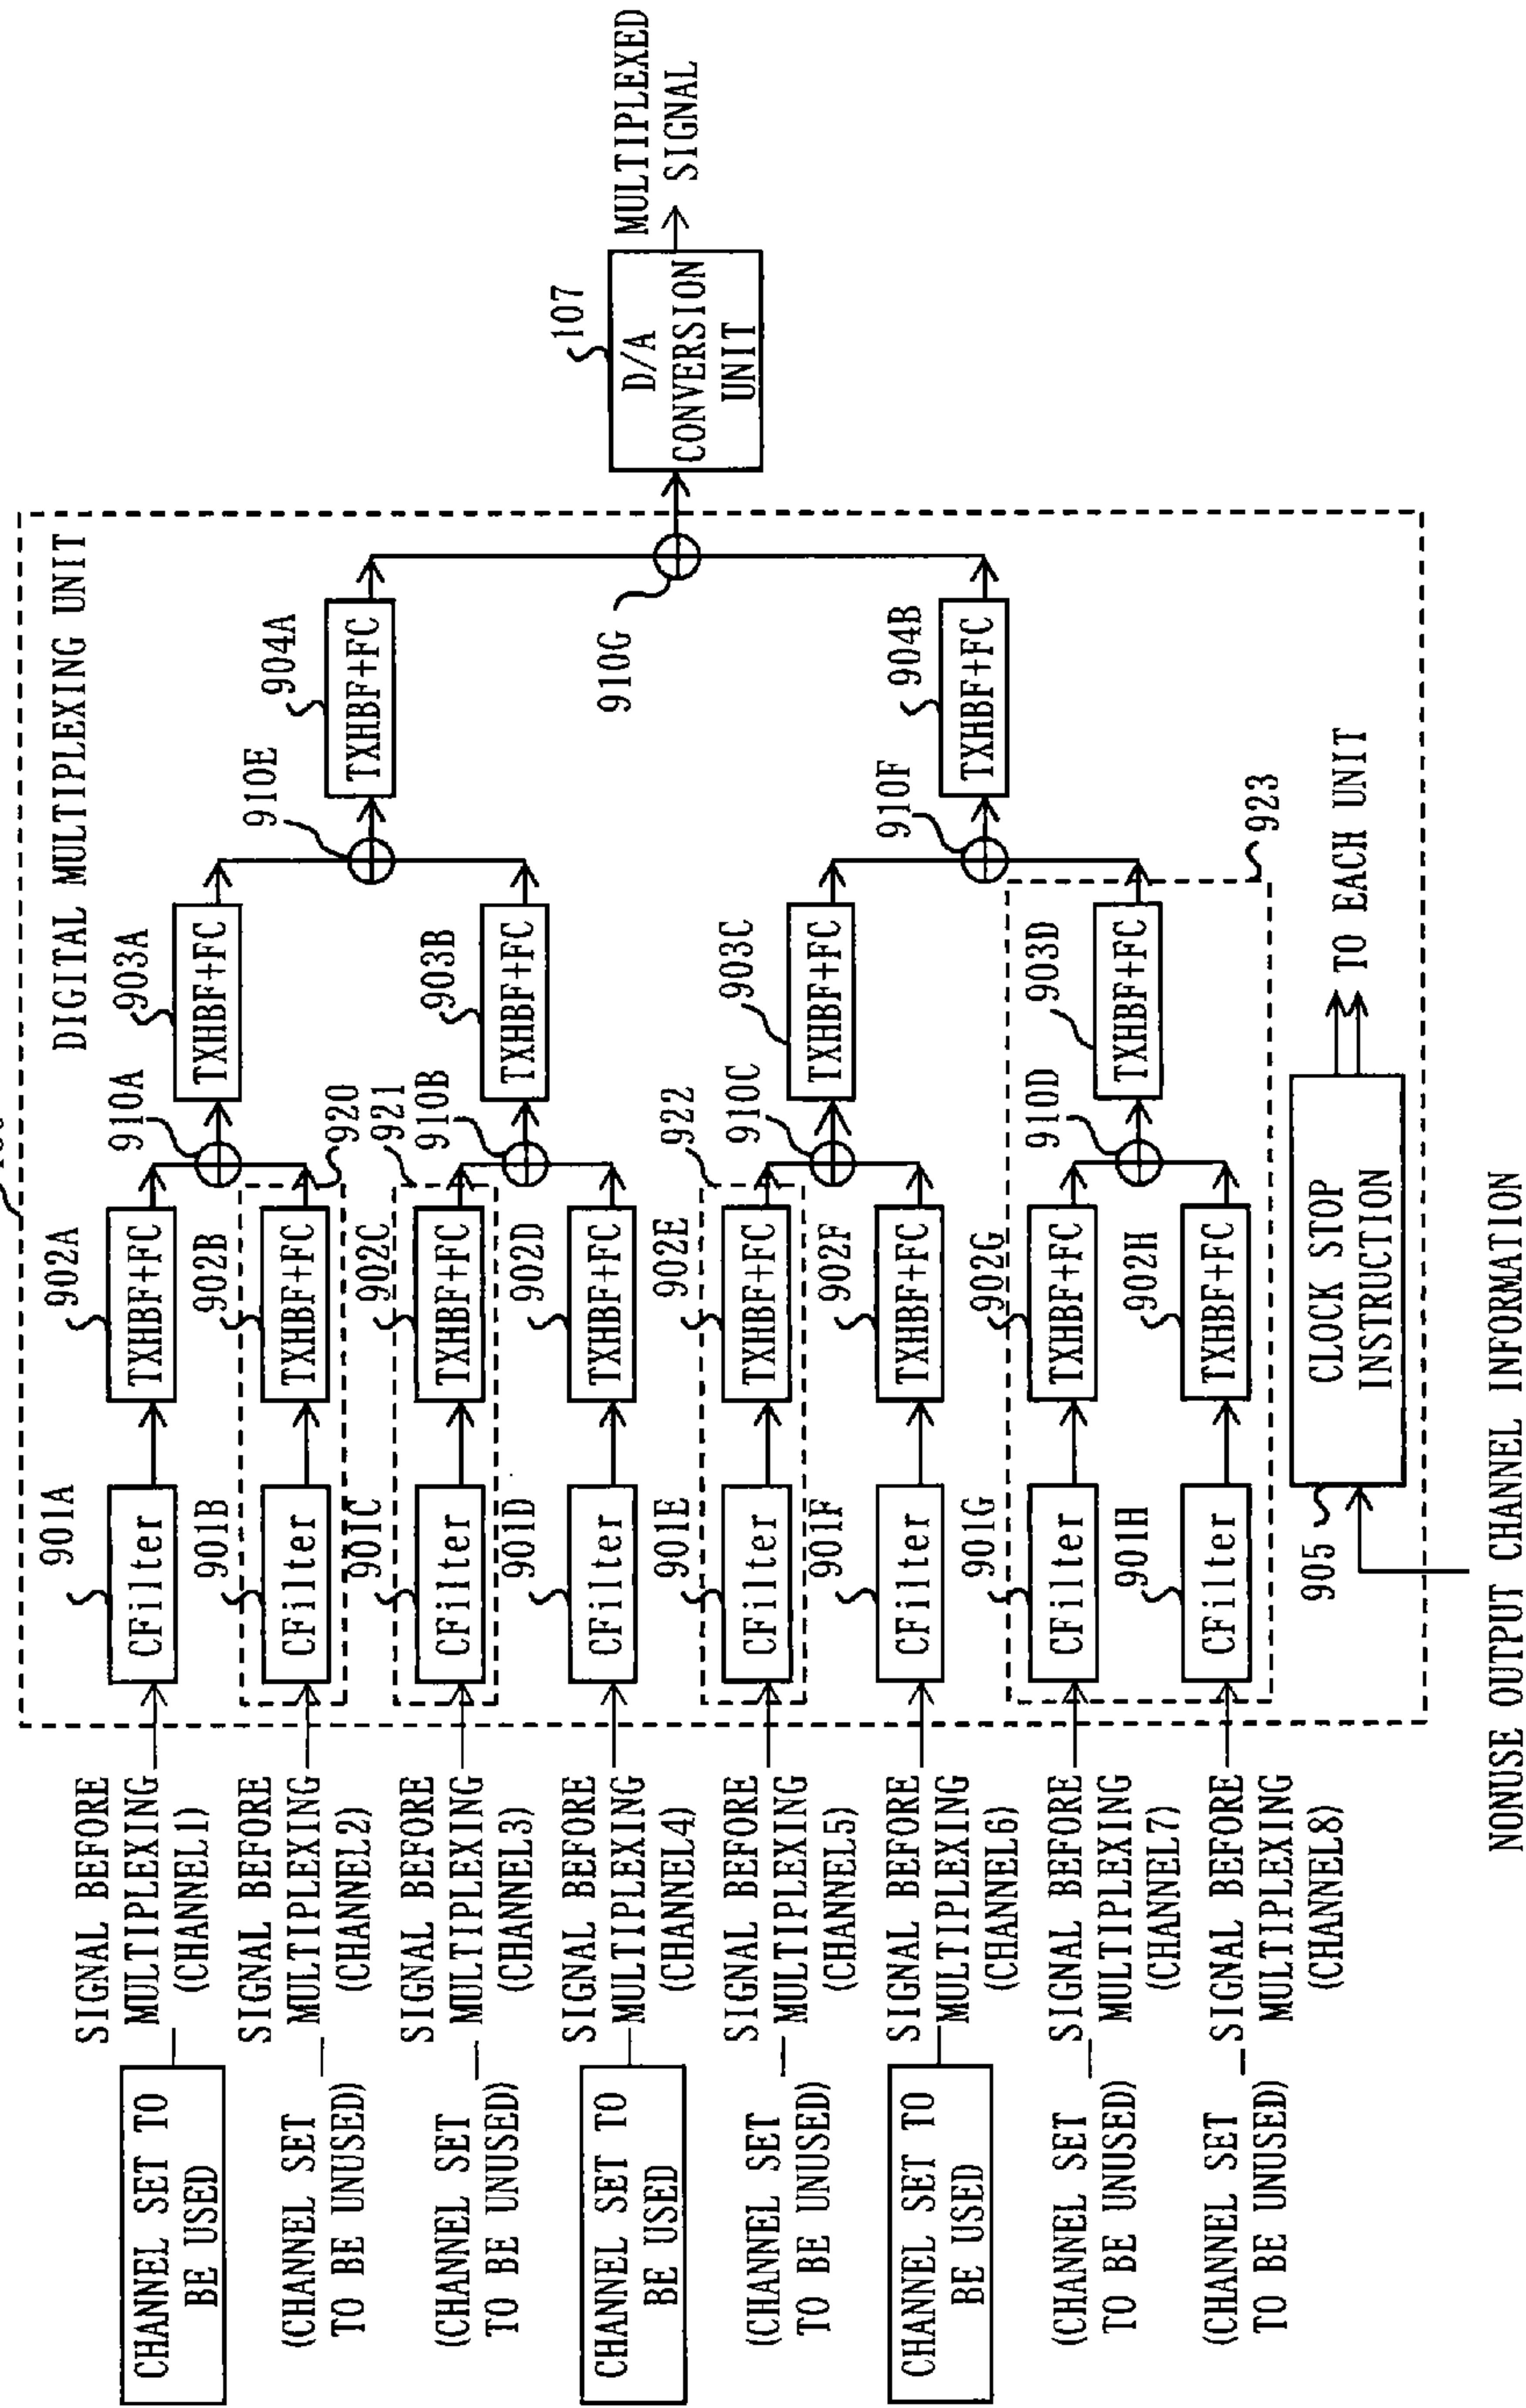 DIGITAL MULTIPLEXING UNIT
CHANNEL SET TO
BE USED
SIGNAL BEFORE
MULTIPLEXING
(CHANNEL1)
901A
CFilter
902A
TXHBF+FC
910A
903A
TXHBF+FC
(CHANNEL SET
TO BE UNUSED)
SIGNAL BEFORE
MULTIPLEXING
(CHANNEL2)
901B
CFilter
902B
TXHBF+FC
920
910E
904A
TXHBF+FC
(CHANNEL SET
TO BE UNUSED)
SIGNAL BEFORE
MULTIPLEXING
(CHANNEL3)
901C
CFilter
902C
TXHBF+FC
921
910B
903B
TXHBF+FC
CHANNEL SET TO
BE USED
SIGNAL BEFORE
MULTIPLEXING
(CHANNEL4)
901D
CFilter
902D
TXHBF+FC
910G
107
D/A
CONVERSION
UNIT
MULTIPLEXED
SIGNAL
(CHANNEL SET
TO BE UNUSED)
SIGNAL BEFORE
MULTIPLEXING
(CHANNEL5)
901E
CFilter
902E
TXHBF+FC
922
910C
903C
TXHBF+FC
CHANNEL SET TO
BE USED
SIGNAL BEFORE
MULTIPLEXING
(CHANNEL6)
901F
CFilter
902F
TXHBF+FC
910F
904B
TXHBF+FC
(CHANNEL SET
TO BE UNUSED)
SIGNAL BEFORE
MULTIPLEXING
(CHANNEL7)
901G
CFilter
902G
TXHBF+FC
910D
903D
TXHBF+FC
923
(CHANNEL SET
TO BE UNUSED)
SIGNAL BEFORE
MULTIPLEXING
(CHANNEL8)
901H
CFilter
902H
TXHBF+FC
905
CLOCK STOP
INSTRUCTION
TO EACH UNIT
NONUSE OUTPUT CHANNEL INFORMATION